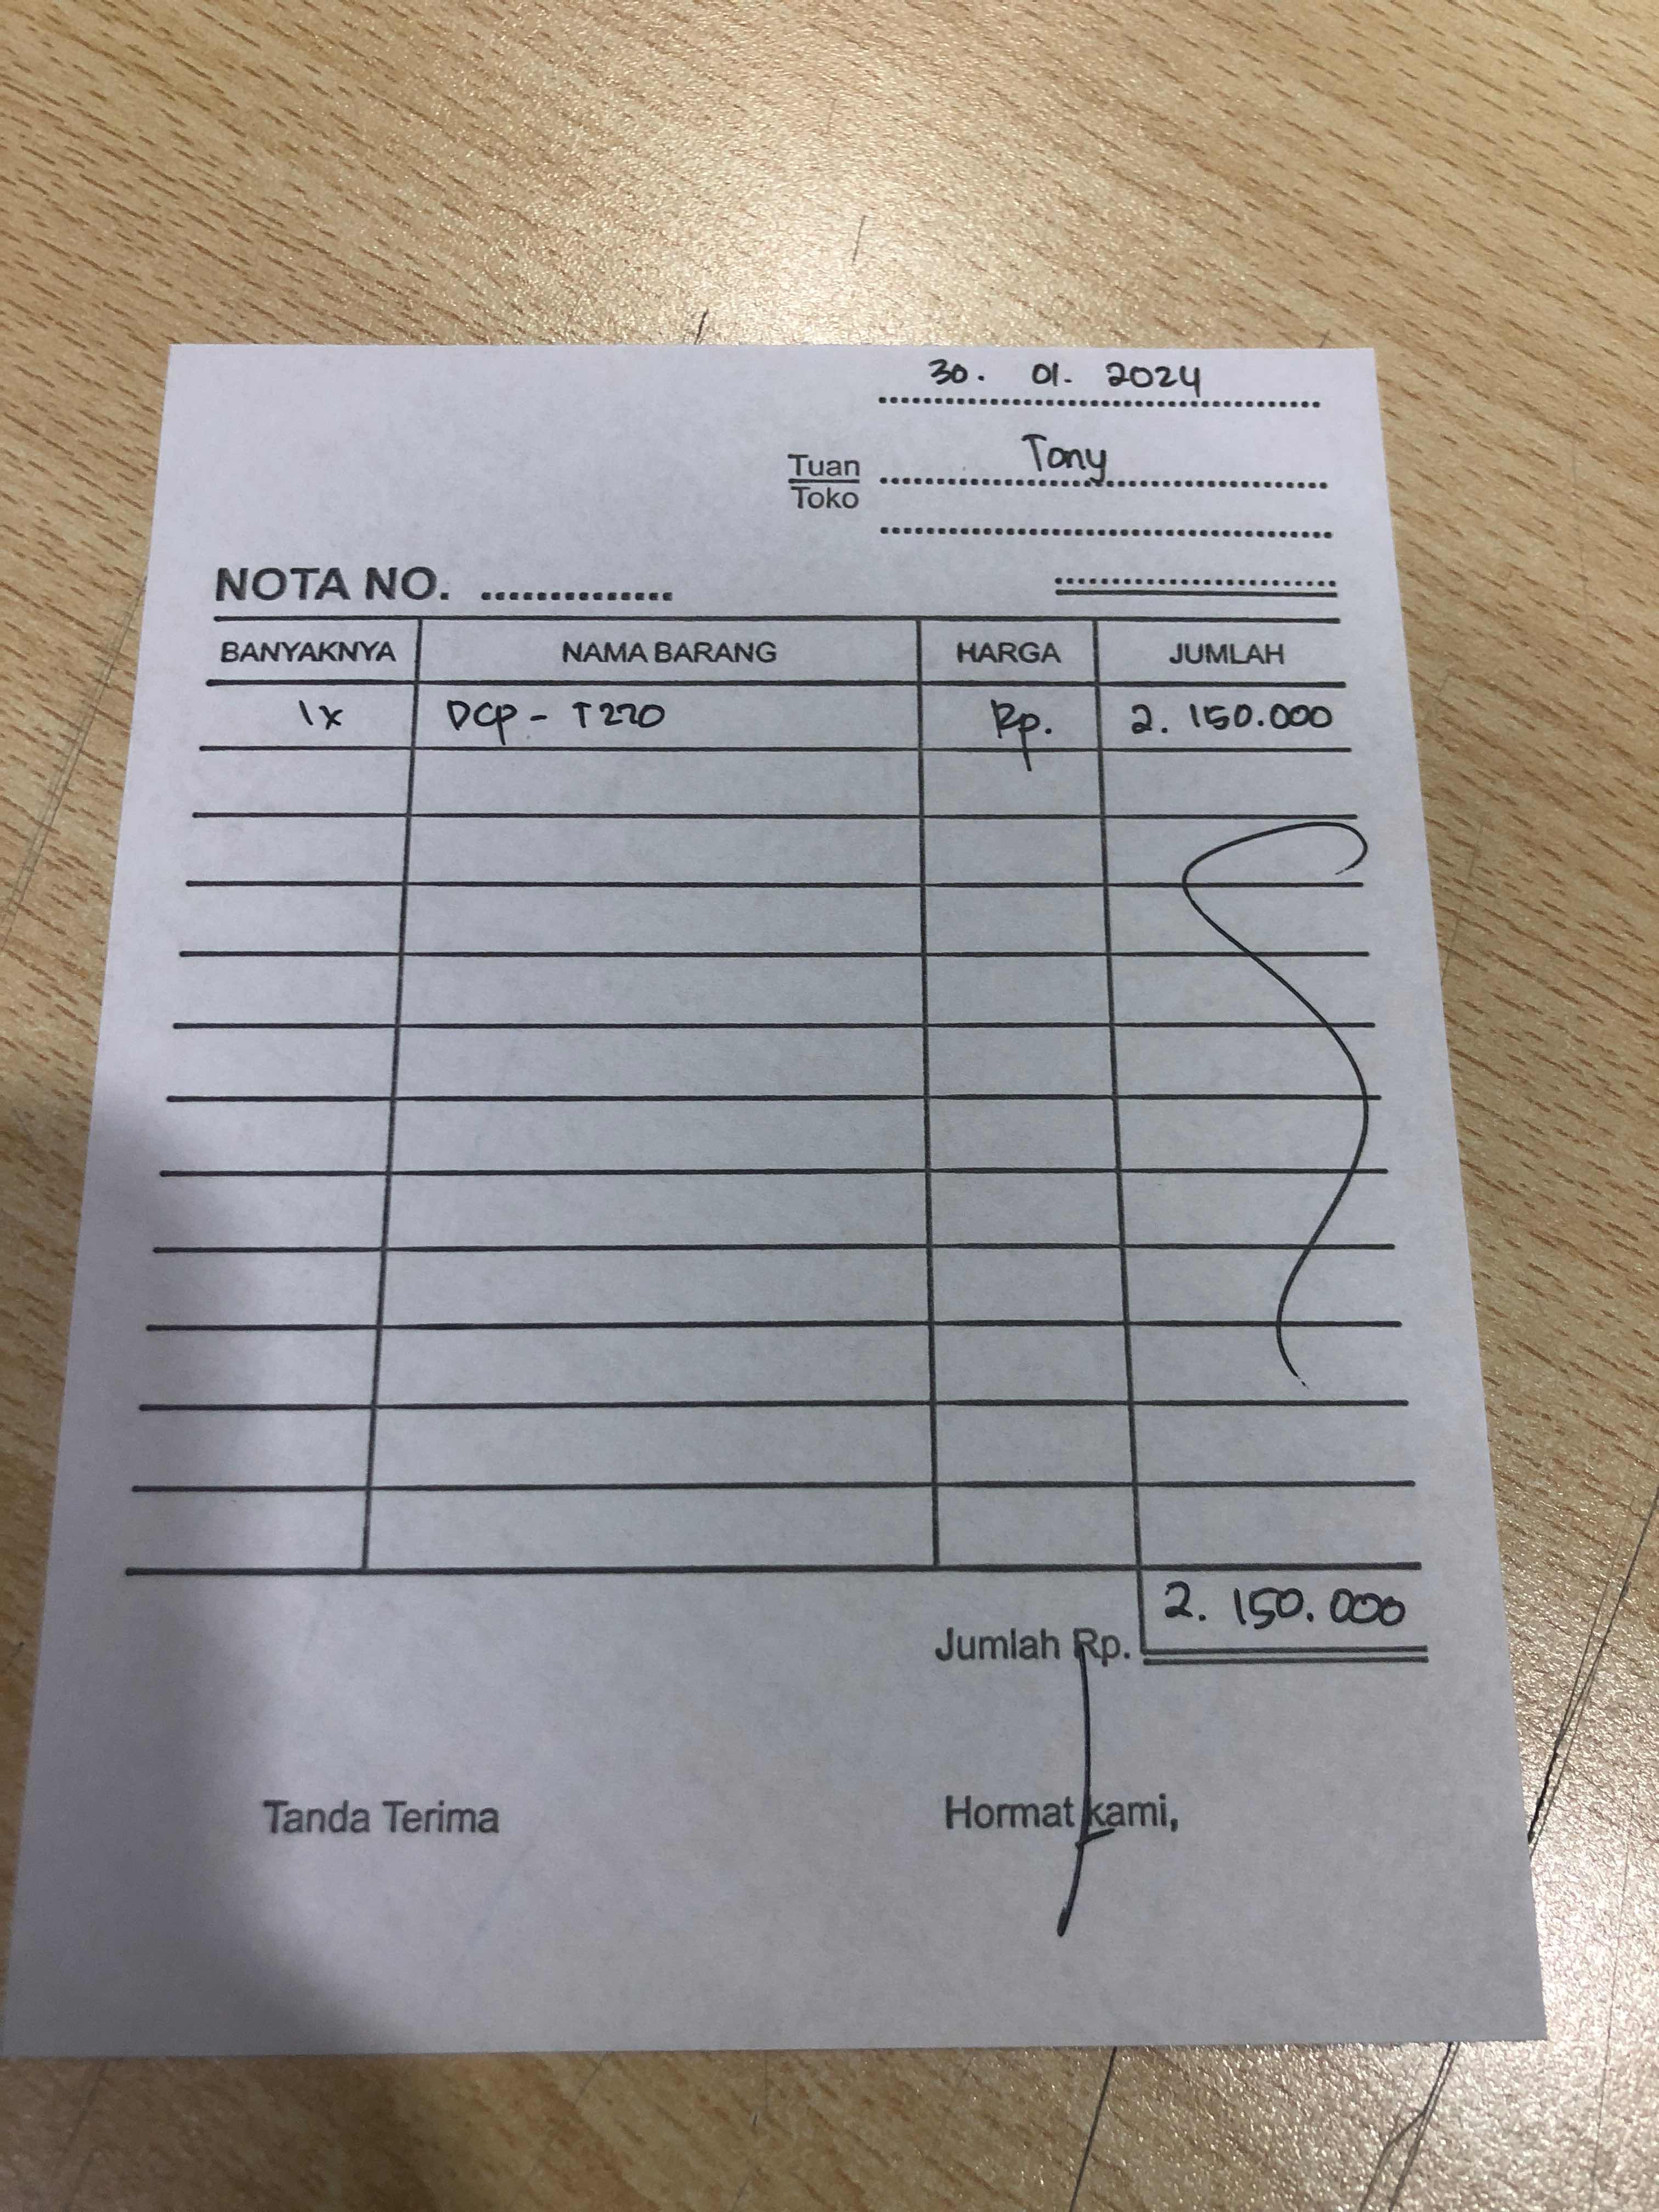 30. 01. 2024
Tuan Tony
Toko
NOTA NO. ..............
BANYAKNYA NAMA BARANG HARGA JUMLAH
1x DCP - T220 Rp. 2. 150.000
2. 150.000
Jumlah Rp.
Tanda Terima Hormat kami,